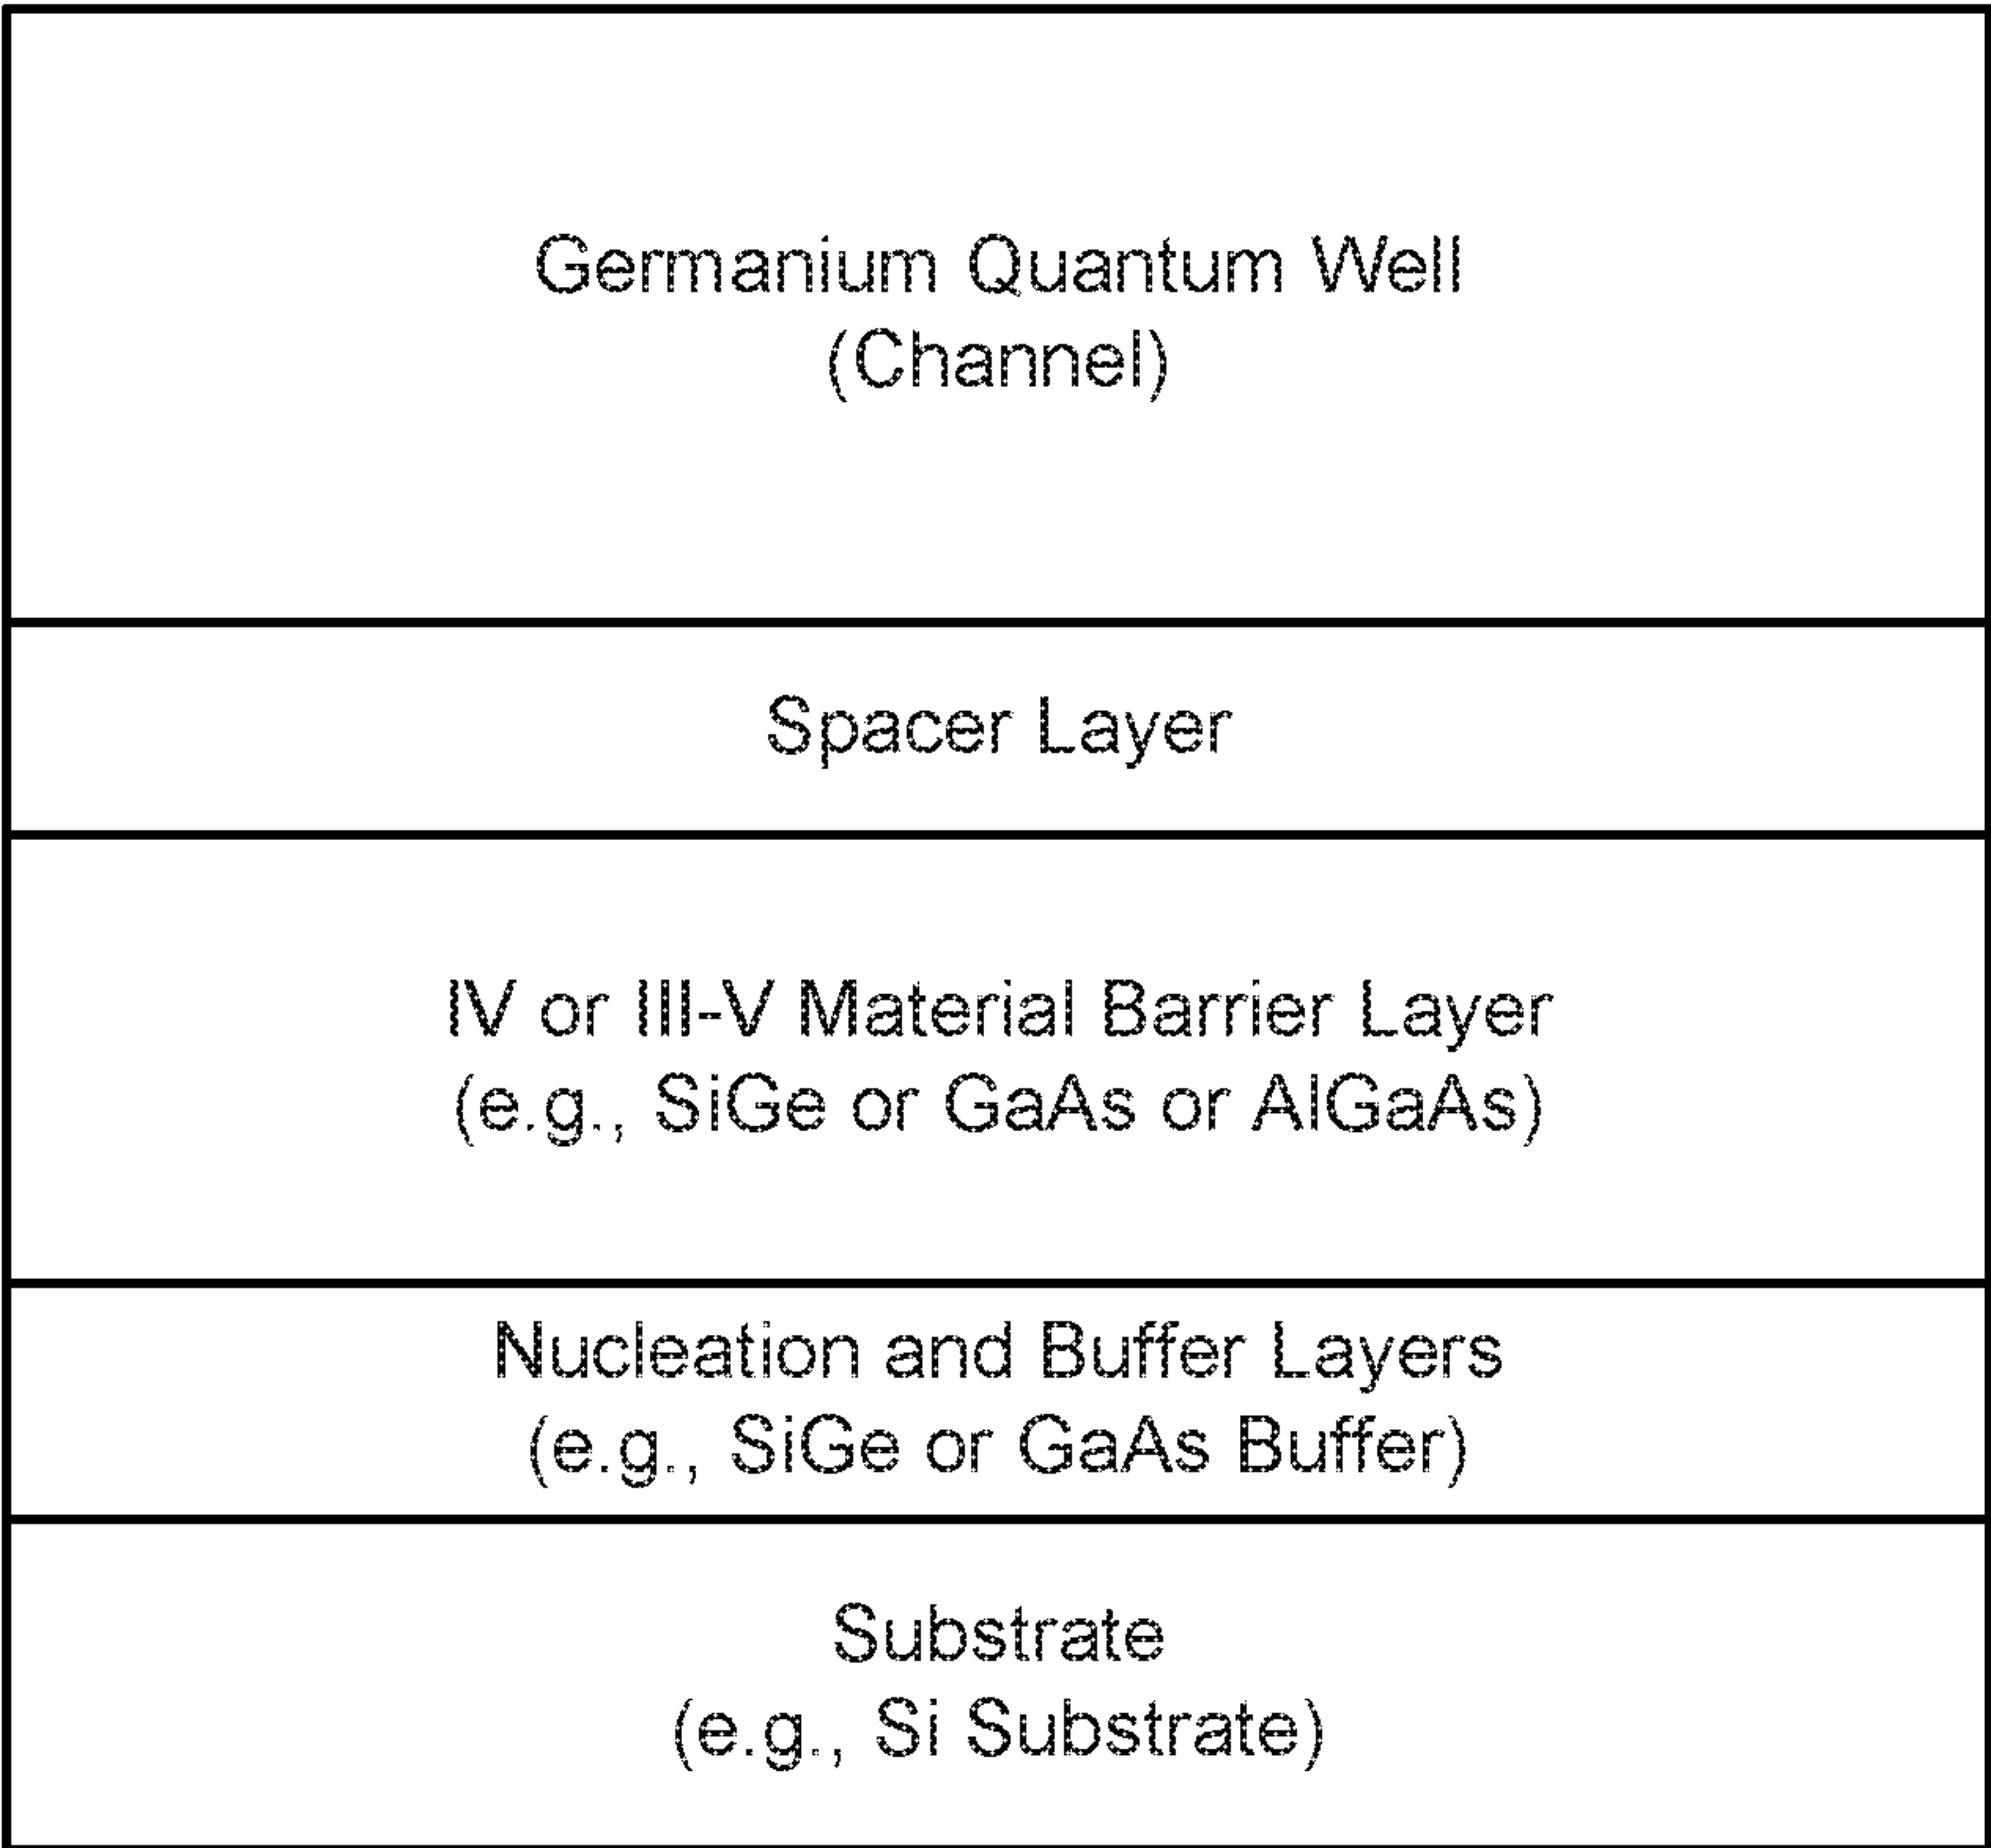 Germanium Quantum Well
(Channel)
Spacer Layer
IV or III-V Material Barrier Layer
(e.g., SiGe or GaAs or AlGaAs)
Nucleation and Buffer Layers
(e.g., SiGe or GaAs Buffer)
Substrate
(e.g., Si Substrate)